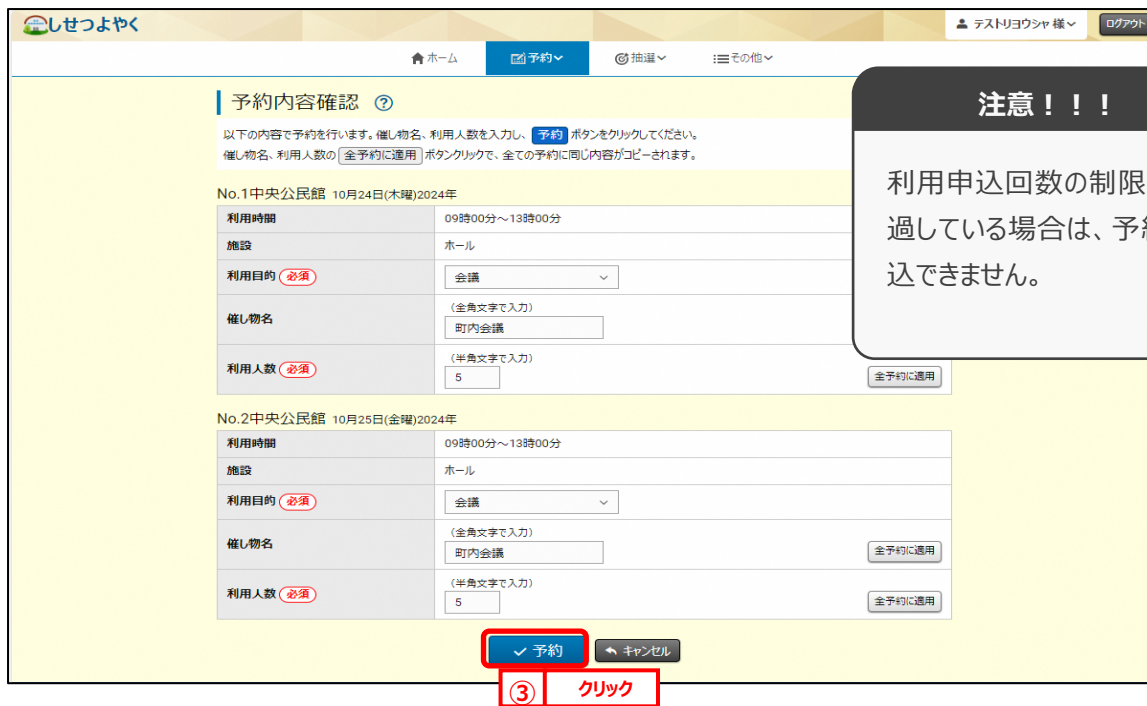 しせつよやく
テストリヨウシャ 様
ログアウト
ホーム
予約
抽選
その他
予約内容確認 ?
以下の内容で予約を行います。催し物名、利用人数を入力し、 予約 ボタンをクリックしてください。
催し物名、利用人数の 全予約に適用 ボタンクリックで、全ての予約に同じ内容がコピーされます。
注意！！！
利用申込回数の制限
過している場合は、予約
込できません。
No.1中央公民館 10月24日(木曜)2024年
利用時間 09時00分～13時00分
施設 ホール
利用目的 必須 会議
催し物名 (全角文字で入力)
町内会議
利用人数 必須 (半角文字で入力)
5 全予約に適用
No.2中央公民館 10月25日(金曜)2024年
利用時間 09時00分～13時00分
施設 ホール
利用目的 必須 会議
催し物名 (全角文字で入力)
町内会議 全予約に適用
利用人数 必須 (半角文字で入力)
5 全予約に適用
予約 キャンセル
③ クリック